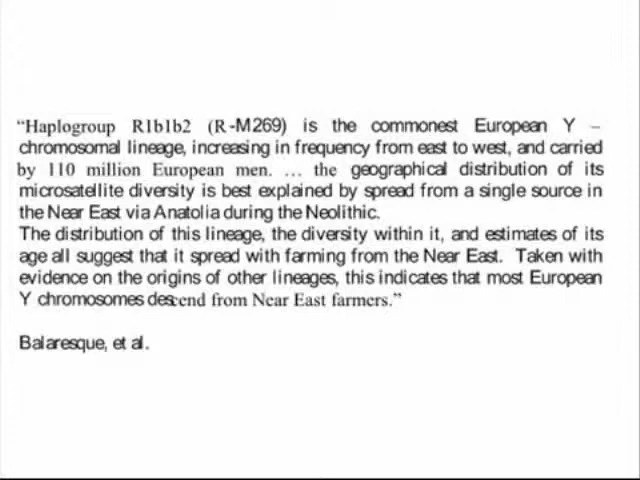 “Haplogroup R1b1b2 (R-M269) is the commonest European Y –
chromosomal lineage, increasing in frequency from east to west, and carried
by 110 million European men. … the geographical distribution of its
microsatellite diversity is best explained by spread from a single source in
the Near East via Anatolia during the Neolithic.
The distribution of this lineage, the diversity within it, and estimates of its
age all suggest that it spread with farming from the Near East. Taken with
evidence on the origins of other lineages, this indicates that most European
Y chromosomes descend from Near East farmers.”
Balaresque, et al.